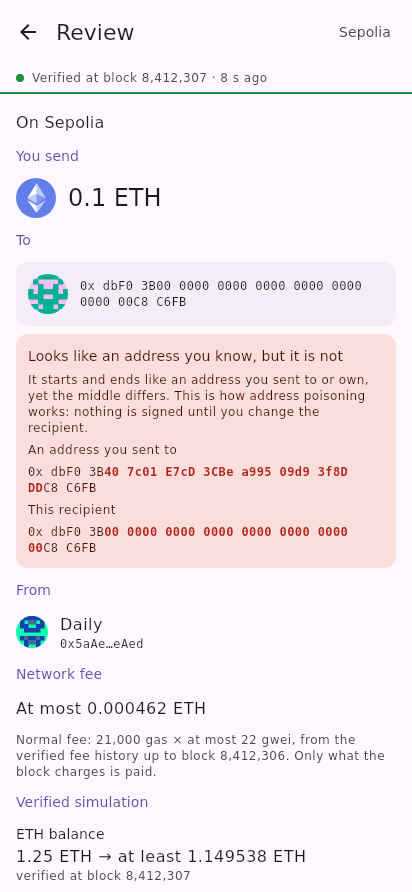 Review
Sepolia
Verified at block 8,412,307 · 8 s ago
On Sepolia
You send
0.1 ETH
To
0x dbF0 3B00 0000 0000 0000 0000 0000
0000 00C8 C6FB
Looks like an address you know, but it is not
It starts and ends like an address you sent to or own,
yet the middle differs. This is how address poisoning
works: nothing is signed until you change the
recipient.
An address you sent to
0x dbF0 3B40 7c01 E7cD 3CBe a995 09d9 3f8D
DDC8 C6FB
This recipient
0x dbF0 3B00 0000 0000 0000 0000 0000 0000
00C8 C6FB
From
Daily
0x5aAe…eAed
Network fee
At most 0.000462 ETH
Normal fee: 21,000 gas × at most 22 gwei, from the
verified fee history up to block 8,412,306. Only what the
block charges is paid.
Verified simulation
ETH balance
1.25 ETH → at least 1.149538 ETH
verified at block 8,412,307